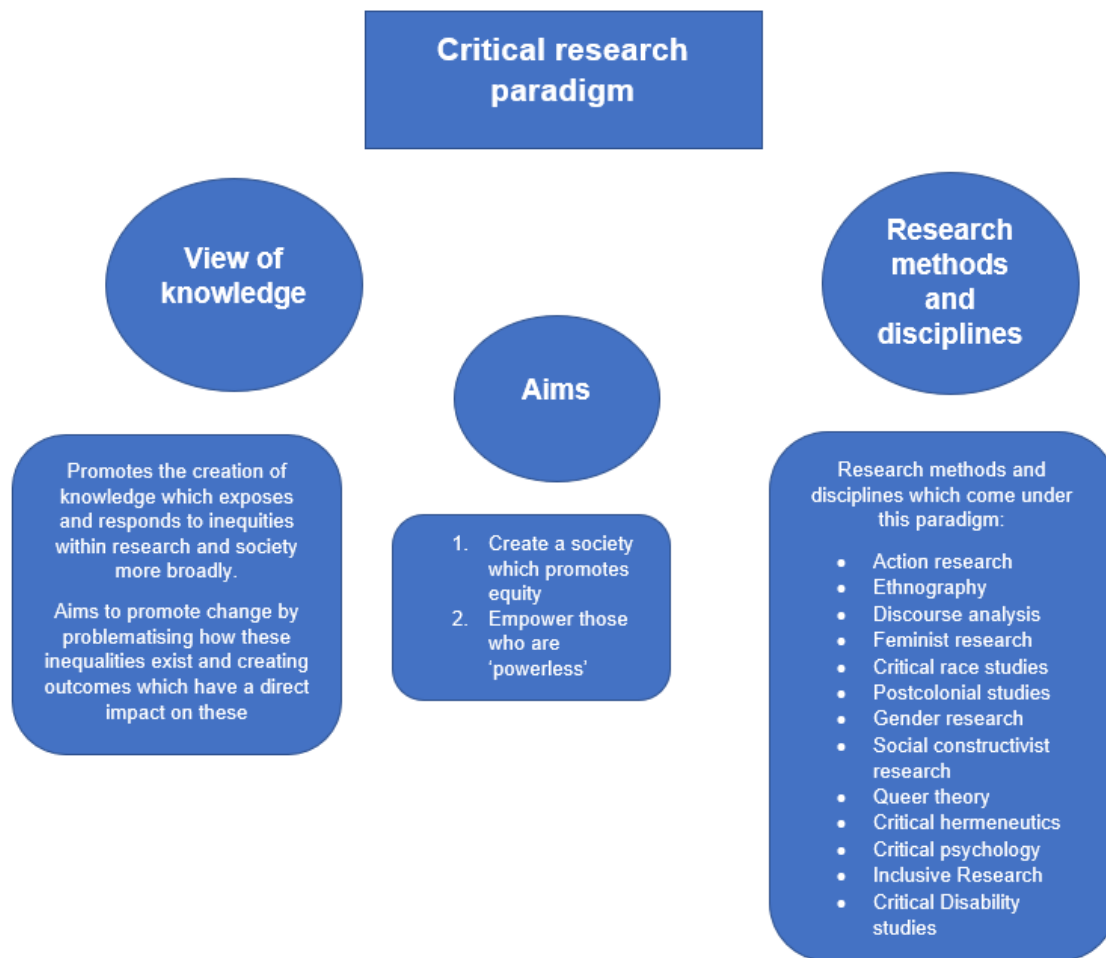 Critical research
paradigm
View of
knowledge
Promotes the creation of
knowledge which exposes
and responds to inequities
within research and society
more broadly.
Aims to promote change by
problematising how these
inequalities exist and creating
outcomes which have a direct
impact on these
Aims
1. Create a society
which promotes
equity
2. Empower those
who are
‘powerless’
Research
methods
and
disciplines
Research methods and
disciplines which come under
this paradigm:
• Action research
• Ethnography
• Discourse analysis
• Feminist research
• Critical race studies
• Postcolonial studies
• Gender research
• Social constructivist
research
• Queer theory
• Critical hermeneutics
• Critical psychology
• Inclusive Research
• Critical Disability
studies